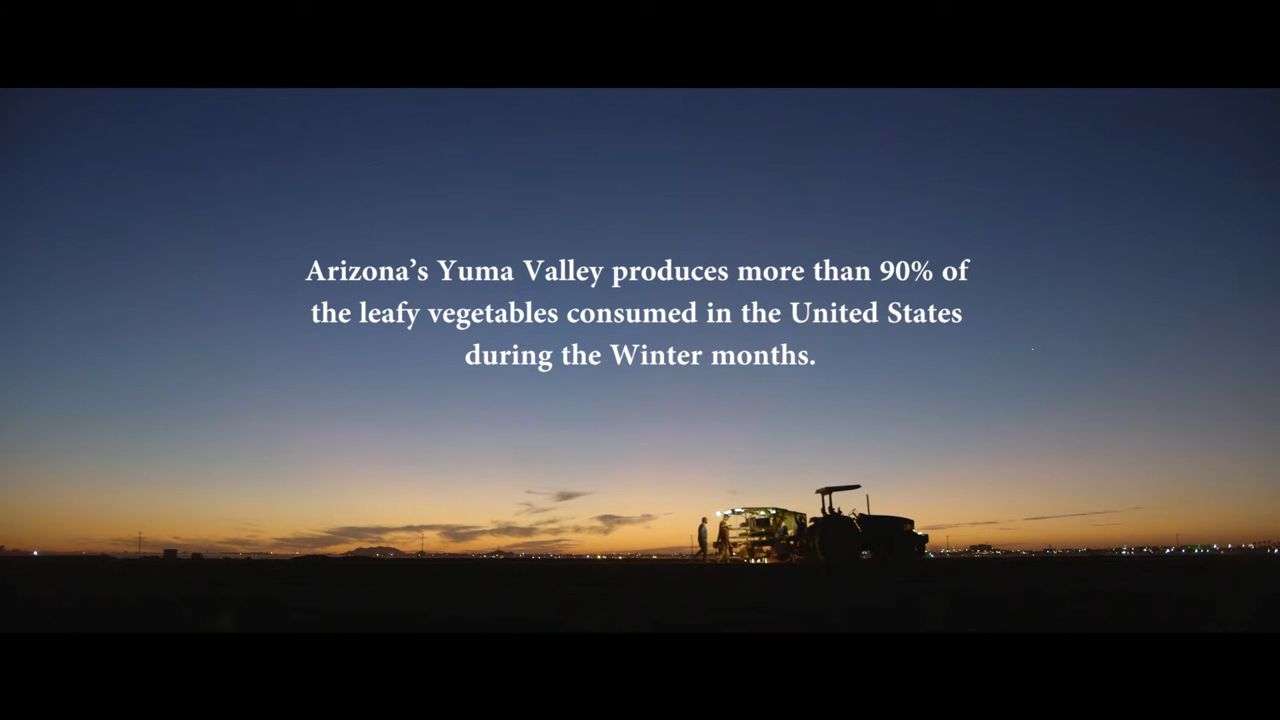 Arizona’s Yuma Valley produces more than 90% of
the leafy vegetables consumed in the United States
during the Winter months.